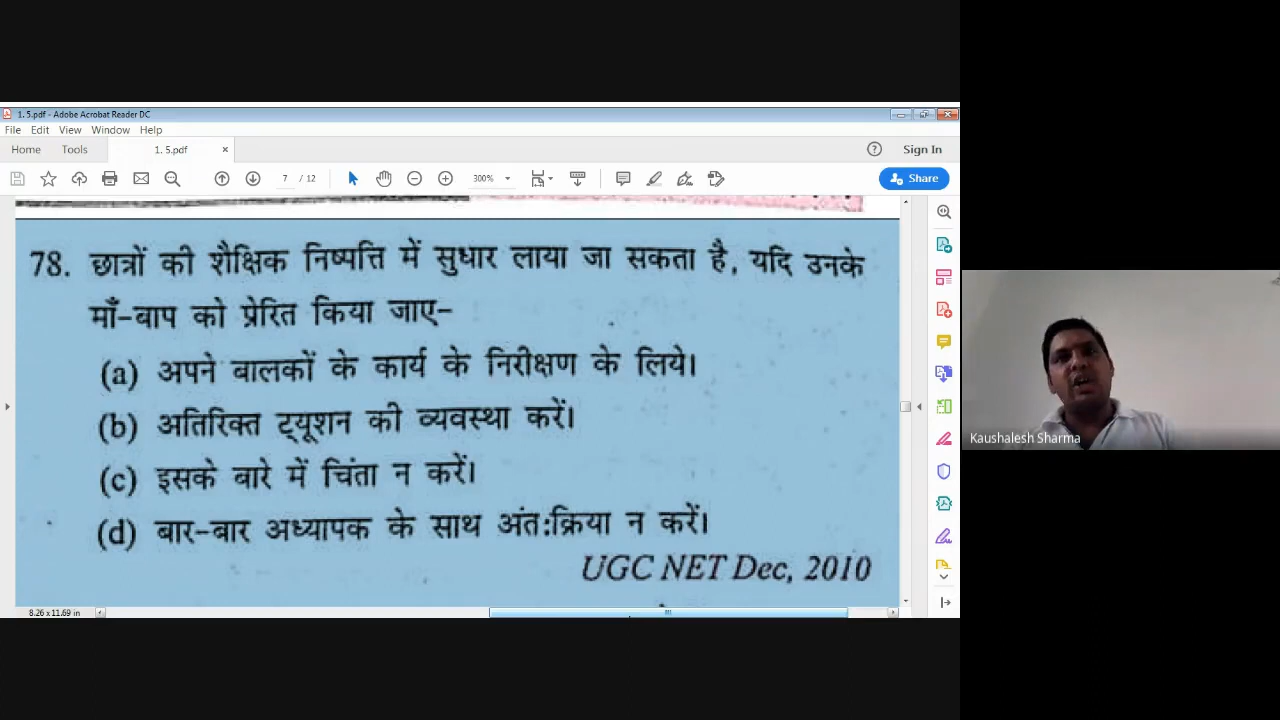 1. 5.pdf - Adobe Acrobat Reader DC
File Edit View Window Help
Home Tools 1. 5.pdf × Sign In
7 / 12 300% Share
78. छात्रों की शैक्षिक निष्पत्ति में सुधार लाया जा सकता है, यदि उनके
माँ-बाप को प्रेरित किया जाए-
(a) अपने बालकों के कार्य के निरीक्षण के लिये।
(b) अतिरिक्त ट्यूशन की व्यवस्था करें।
(c) इसके बारे में चिंता न करें।
(d) बार-बार अध्यापक के साथ अंत:क्रिया न करें।
UGC NET Dec, 2010
8.26 x 11.69 in
Kaushalesh Sharma